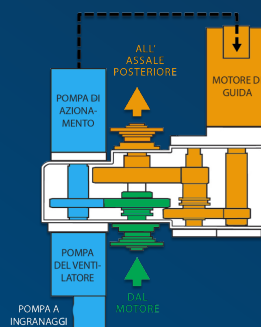 ALL'
ASSALE
POSTERIORE
MOTORE D
GUIDA
POMPA DI
AZIONA-
MENTO
POMPA
DEL VENTI-
LATORE
DAL
MOTORE
POMPA A
INGRANAGGI